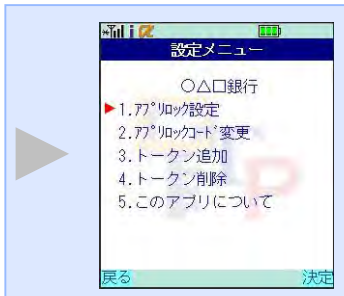 設定メニュー
○△□銀行
1.ｱﾌﾟﾘﾛｯｸ設定
2.ｱﾌﾟﾘﾛｯｸｺｰﾄﾞ変更
3.トークン追加
4.トークン削除
5.このアプリについて
戻る 決定